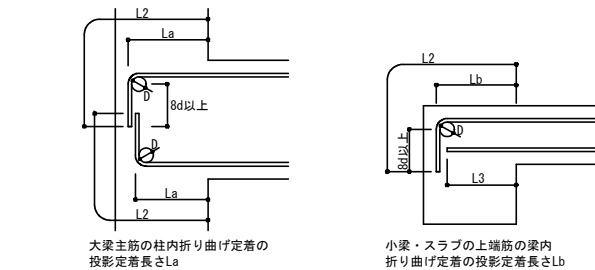 L2
La
D
8d以上
D
La
L2
大梁主筋の柱内折り曲げ定着の
投影定着長さLa
L2
Lb
D
8d以上
L3
小梁・スラブの上端筋の梁内
折り曲げ定着の投影定着長さLb